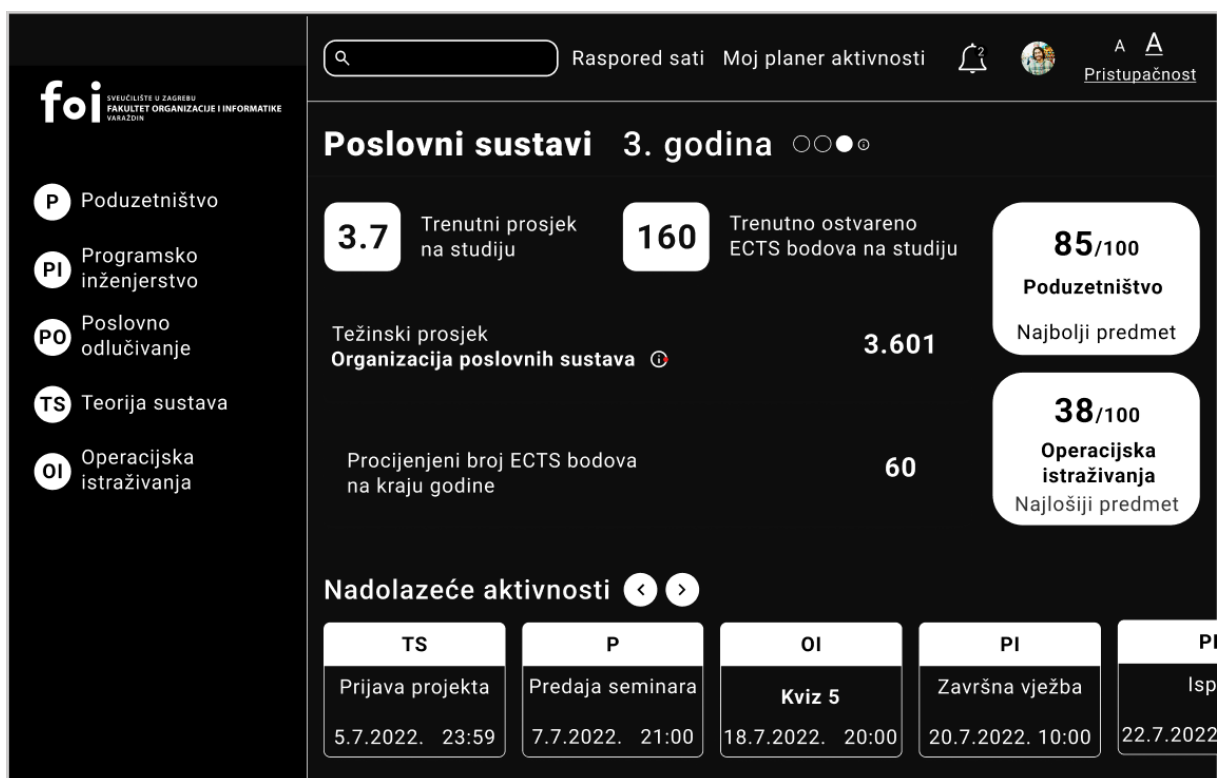 Raspored sati
Moj planer aktivnosti
2
A A
Pristupačnost
foi
SVEUČILIŠTE U ZAGREBU
FAKULTET ORGANIZACIJE I INFORMATIKE
VARAŽDIN
P Poduzetništvo
PI Programsko
inženjerstvo
PO Poslovno
odlučivanje
TS Teorija sustava
OI Operacijska
istraživanja
Poslovni sustavi 3. godina
3.7
Trenutni prosjek
na studiju
160
Trenutno ostvareno
ECTS bodova na studiju
85/100
Poduzetništvo
Najbolji predmet
Težinski prosjek
Organizacija poslovnih sustava
3.601
38/100
Operacijska
istraživanja
Najlošiji predmet
Procijenjeni broj ECTS bodova
na kraju godine
60
Nadolazeće aktivnosti
TS
Prijava projekta
5.7.2022. 23:59
P
Predaja seminara
7.7.2022. 21:00
OI
Kviz 5
18.7.2022. 20:00
PI
Završna vježba
20.7.2022. 10:00
Isp
22.7.2022